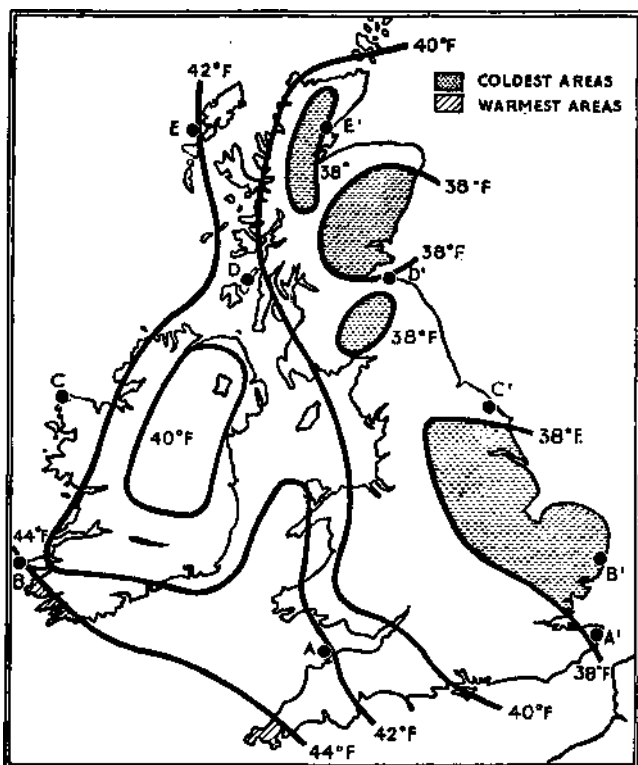 40°F
42°F
COLDEST AREAS
WARMEST AREAS
E
E'
38°
38°F
38°F
D
D'
38°F
C
C'
40°F
38°F
44°F
B
B'
A
A'
38°F
40°F
42°F
44°F